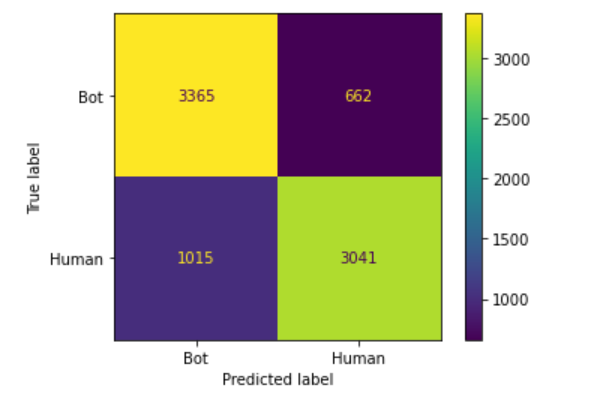 Bot 3365 662
Human 1015 3041
Bot Human
Predicted label
True label
3000
2500
2000
1500
1000